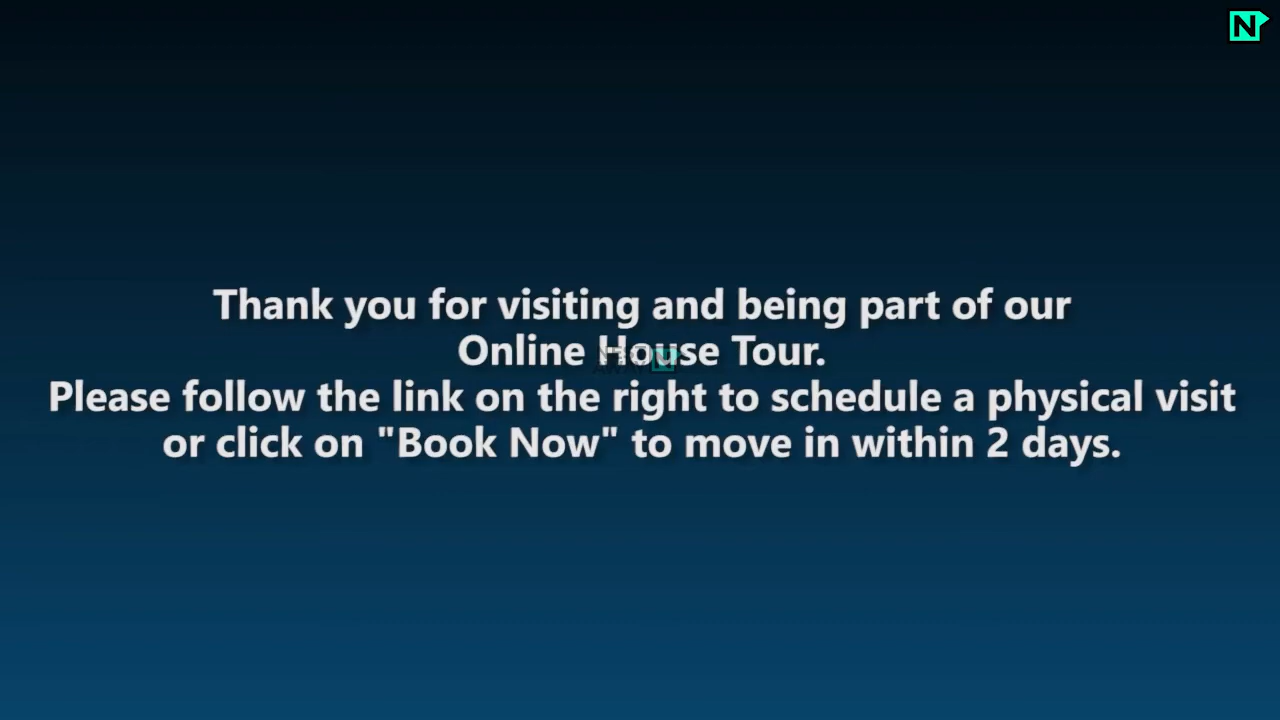 N
Thank you for visiting and being part of our
Online House Tour.
Please follow the link on the right to schedule a physical visit
or click on "Book Now" to move in within 2 days.